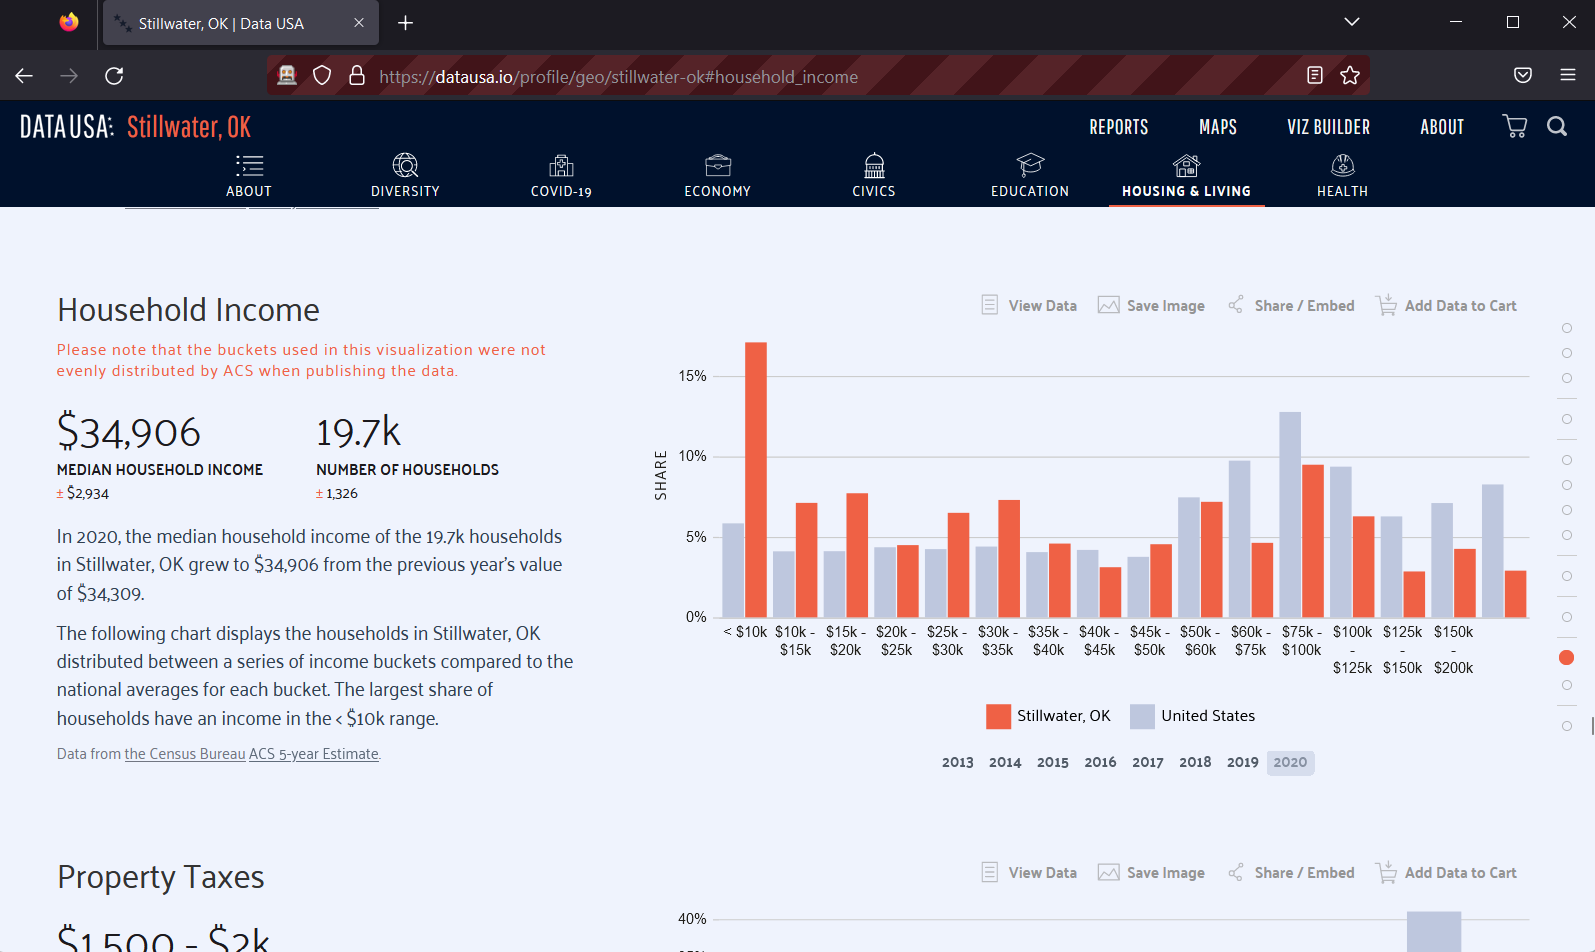 Stillwater, OK | Data USA
https://datausa.io/profile/geo/stillwater-ok#household_income
DATA USA: Stillwater, OK
REPORTS MAPS VIZ BUILDER ABOUT
ABOUT DIVERSITY COVID-19 ECONOMY CIVICS EDUCATION HOUSING & LIVING HEALTH
Household Income
Please note that the buckets used in this visualization were not
evenly distributed by ACS when publishing the data.
$34,906 19.7k
MEDIAN HOUSEHOLD INCOME NUMBER OF HOUSEHOLDS
± $2,934 ± 1,326
In 2020, the median household income of the 19.7k households
in Stillwater, OK grew to $34,906 from the previous year's value
of $34,309.
The following chart displays the households in Stillwater, OK
distributed between a series of income buckets compared to the
national averages for each bucket. The largest share of
households have an income in the < $10k range.
Data from the Census Bureau ACS 5-year Estimate.
View Data Save Image Share / Embed Add Data to Cart
15%
10%
5%
0%
SHARE
< $10k $10k - $15k - $20k - $25k - $30k - $35k - $40k - $45k - $50k - $60k - $75k - $100k $125k $150k
$15k $20k $25k $30k $35k $40k $45k $50k $60k $75k $100k - - -
$125k $150k $200k
Stillwater, OK United States
2013 2014 2015 2016 2017 2018 2019 2020
Property Taxes
View Data Save Image Share / Embed Add Data to Cart
$1,500 - $2k
40%